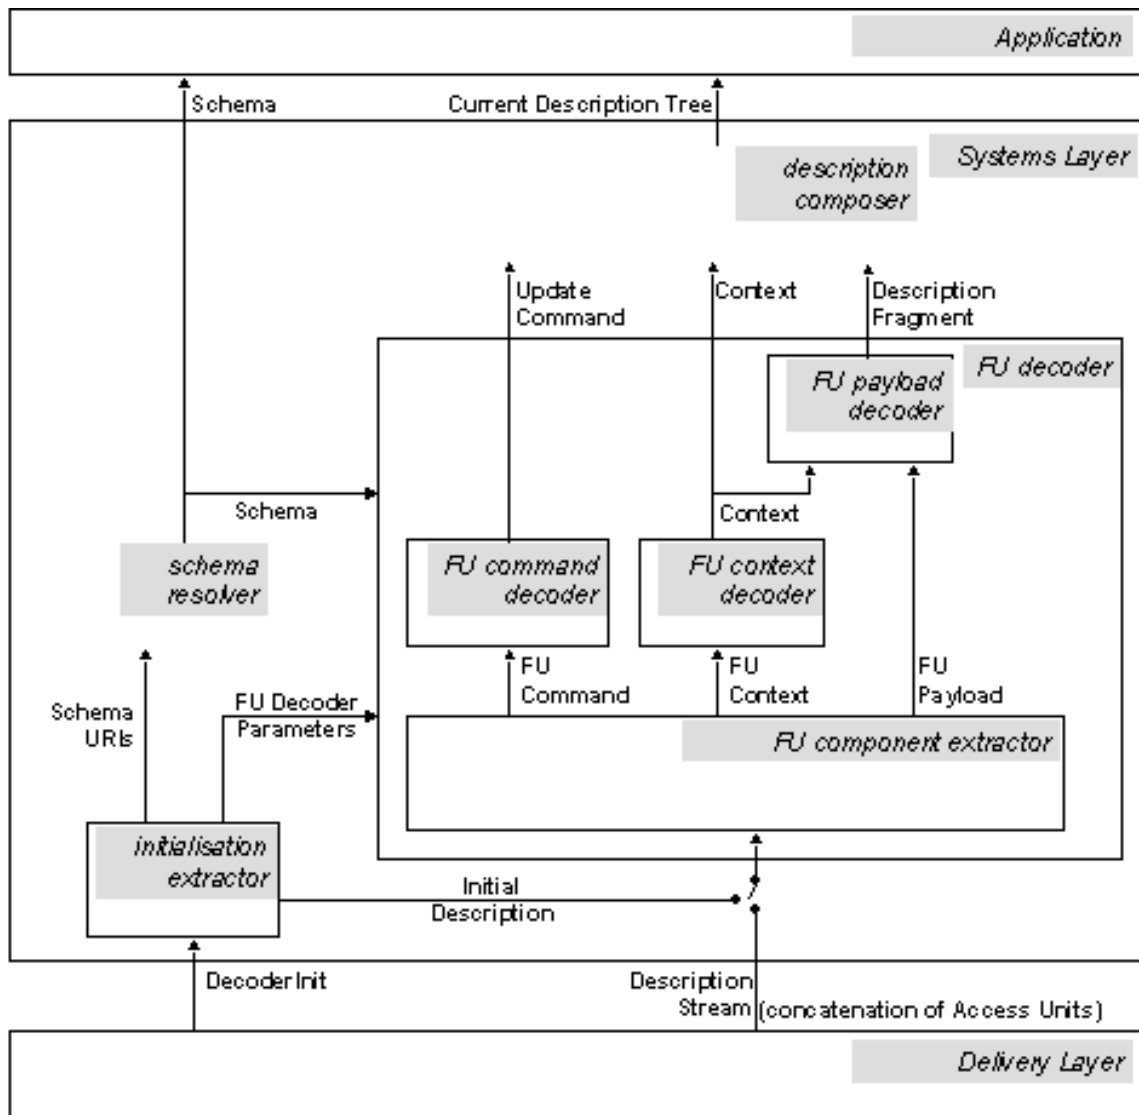 Application
Schema
Current Description Tree
Systems Layer
description
composer
Update
Command
Context
Description
Fragment
FU decoder
FU payload
decoder
Schema
Context
schema
resolver
FU command
decoder
FU context
decoder
FU
Command
FU
Context
FU
Payload
Schema
URIs
FU Decoder
Parameters
FU component extractor
initialisation
extractor
Initial
Description
DecoderInit
Description
Stream (concatenation of Access Units)
Delivery Layer